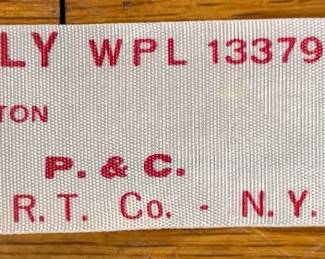 LY WPL 13379
TON
P. & C.
R.T. Co. - N.Y.